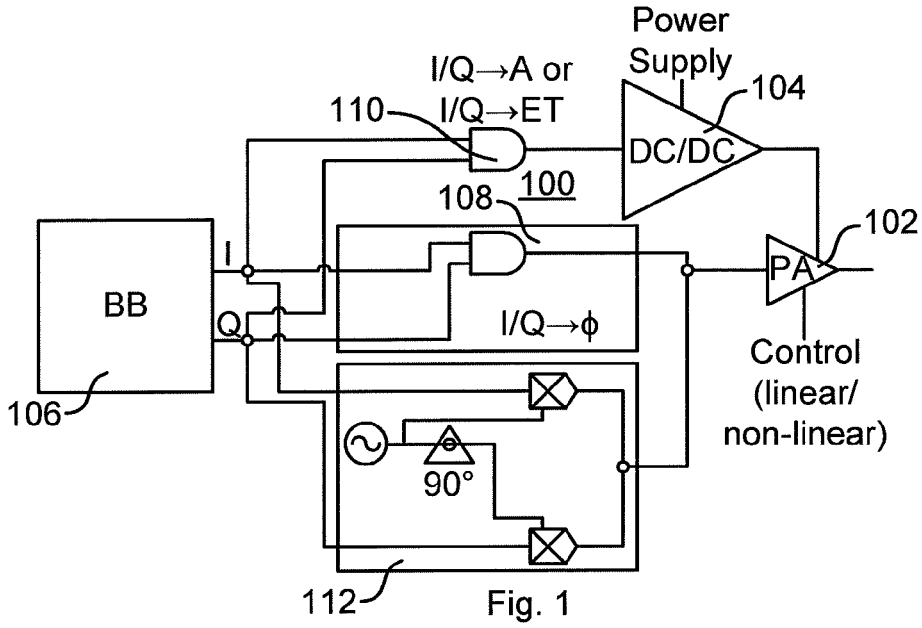 Power
Supply
I/Q→A or
I/Q→ET
110
104
DC/DC
100
108
102
I
BB
Q
PA
I/Q→ϕ
106
Control
(linear/
non-linear)
90°
112
Fig. 1